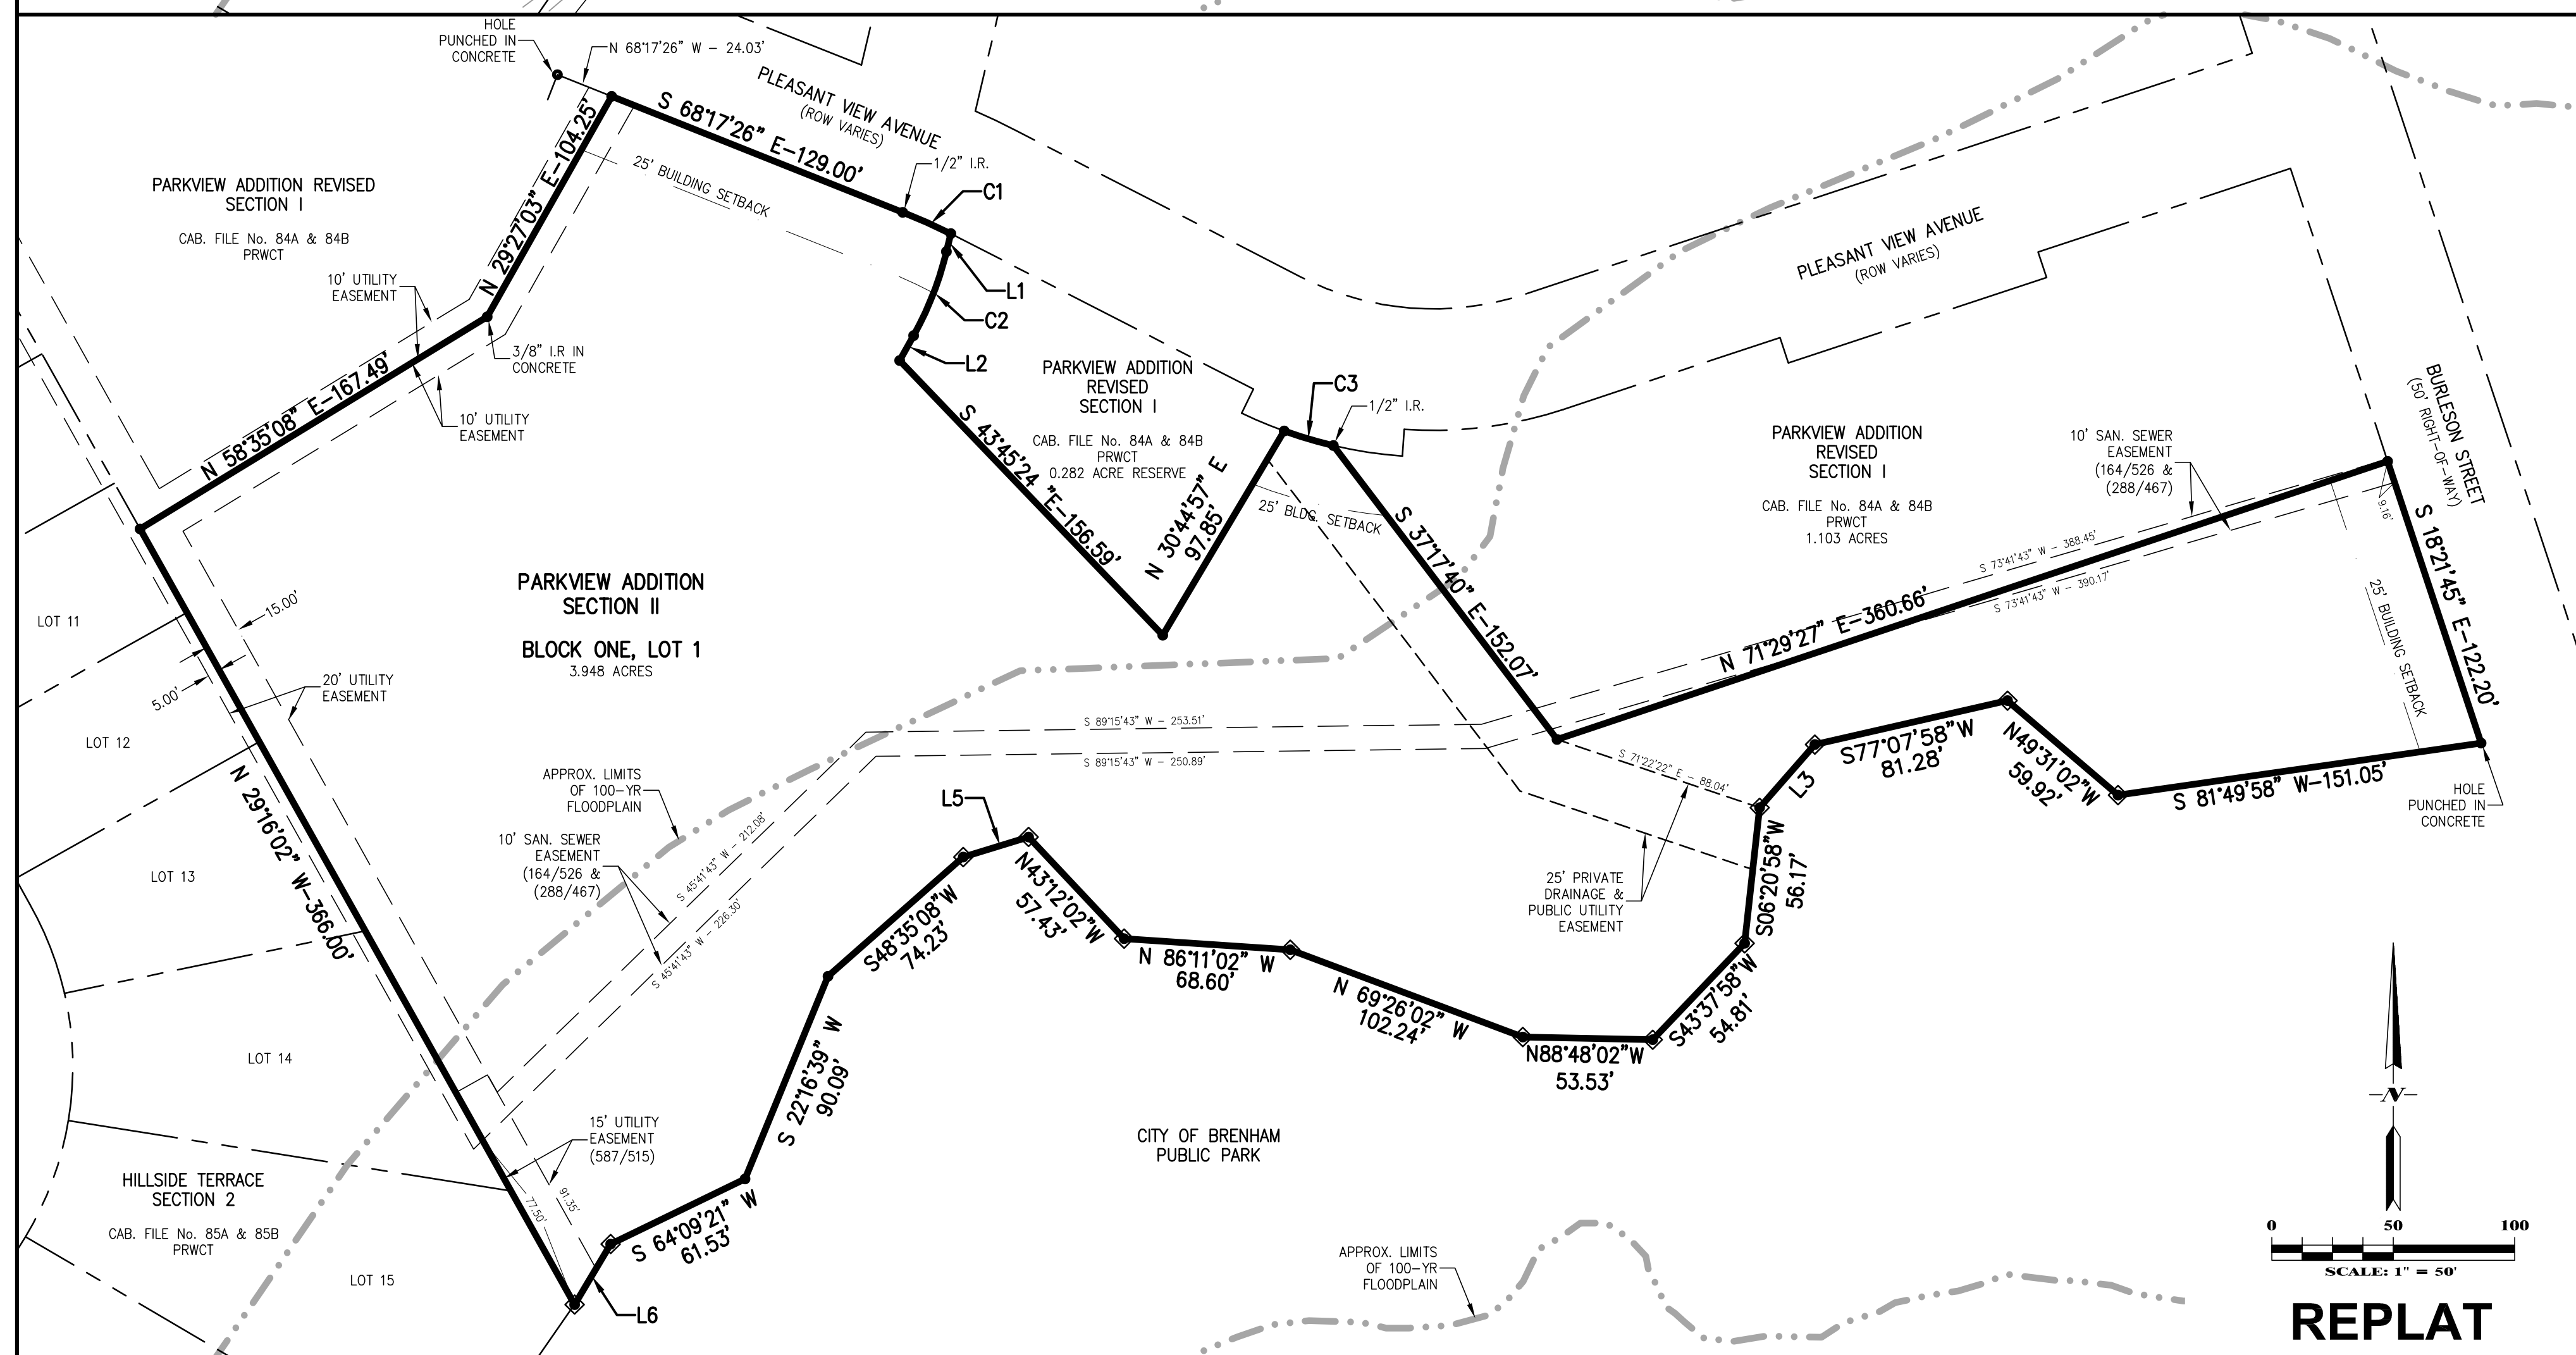 HOLE
PUNCHED IN
CONCRETE
N 68°17'26" W - 24.03'
PLEASANT VIEW AVENUE
(ROW VARIES)
S 68°17'26" E-129.00'
1/2" I.R.
C1
25' BUILDING SETBACK
N 29°27'03" E-104.25'
PARKVIEW ADDITION REVISED
SECTION I
CAB. FILE No. 84A & 84B
PRWCT
10' UTILITY
EASEMENT
L1
C2
L2
3/8" I.R IN
CONCRETE
N 58°35'08" E-167.49'
10' UTILITY
EASEMENT
PARKVIEW ADDITION
REVISED
SECTION I
CAB. FILE No. 84A & 84B
PRWCT
0.282 ACRE RESERVE
C3
1/2" I.R.
S 43°45'24 "E-156.59'
N 30°44'57" E
97.85'
25' BLDG. SETBACK
S 37°17'40" E-152.07'
PLEASANT VIEW AVENUE
(ROW VARIES)
PARKVIEW ADDITION
REVISED
SECTION I
CAB. FILE No. 84A & 84B
PRWCT
1.103 ACRES
10' SAN. SEWER
EASEMENT
(164/526 &
(288/467)
BURLESON STREET
(50' RIGHT-OF-WAY)
9.16'
S 18°21'45" E-122.20'
25' BUILDING SETBACK
S 73°41'43" W - 388.45'
S 73°41'43" W - 390.17'
N 71°29'27" E-360.66'
PARKVIEW ADDITION
SECTION II
BLOCK ONE, LOT 1
3.948 ACRES
LOT 11
15.00'
5.00'
20' UTILITY
EASEMENT
LOT 12
N 29°16'02" W-366.00'
S 89°15'43" W - 253.51'
S 89°15'43" W - 250.89'
APPROX. LIMITS
OF 100-YR
FLOODPLAIN
10' SAN. SEWER
EASEMENT
(164/526 &
(288/467)
S 45°41'43" W - 212.08'
S 45°41'43" W - 226.30'
L5
N43°12'02"W
57.43'
S48°35'08"W
74.23'
N 86°11'02" W
68.60'
N 69°26'02" W
102.24'
N88°48'02"W
53.53'
S43°37'58"W
54.81'
S06°20'58"W
56.17'
L3
S 71°22'22" E - 88.04'
25' PRIVATE
DRAINAGE &
PUBLIC UTILITY
EASEMENT
S77°07'58"W
81.28'
N49°31'02"W
59.92'
S 81°49'58" W-151.05'
HOLE
PUNCHED IN
CONCRETE
LOT 13
LOT 14
S 22°16'39" W
90.09'
15' UTILITY
EASEMENT
(587/515)
77.50'
91.35'
S 64°09'21" W
61.53'
L6
HILLSIDE TERRACE
SECTION 2
CAB. FILE No. 85A & 85B
PRWCT
LOT 15
CITY OF BRENHAM
PUBLIC PARK
APPROX. LIMITS
OF 100-YR
FLOODPLAIN
N
0 50 100
SCALE: 1" = 50'
REPLAT